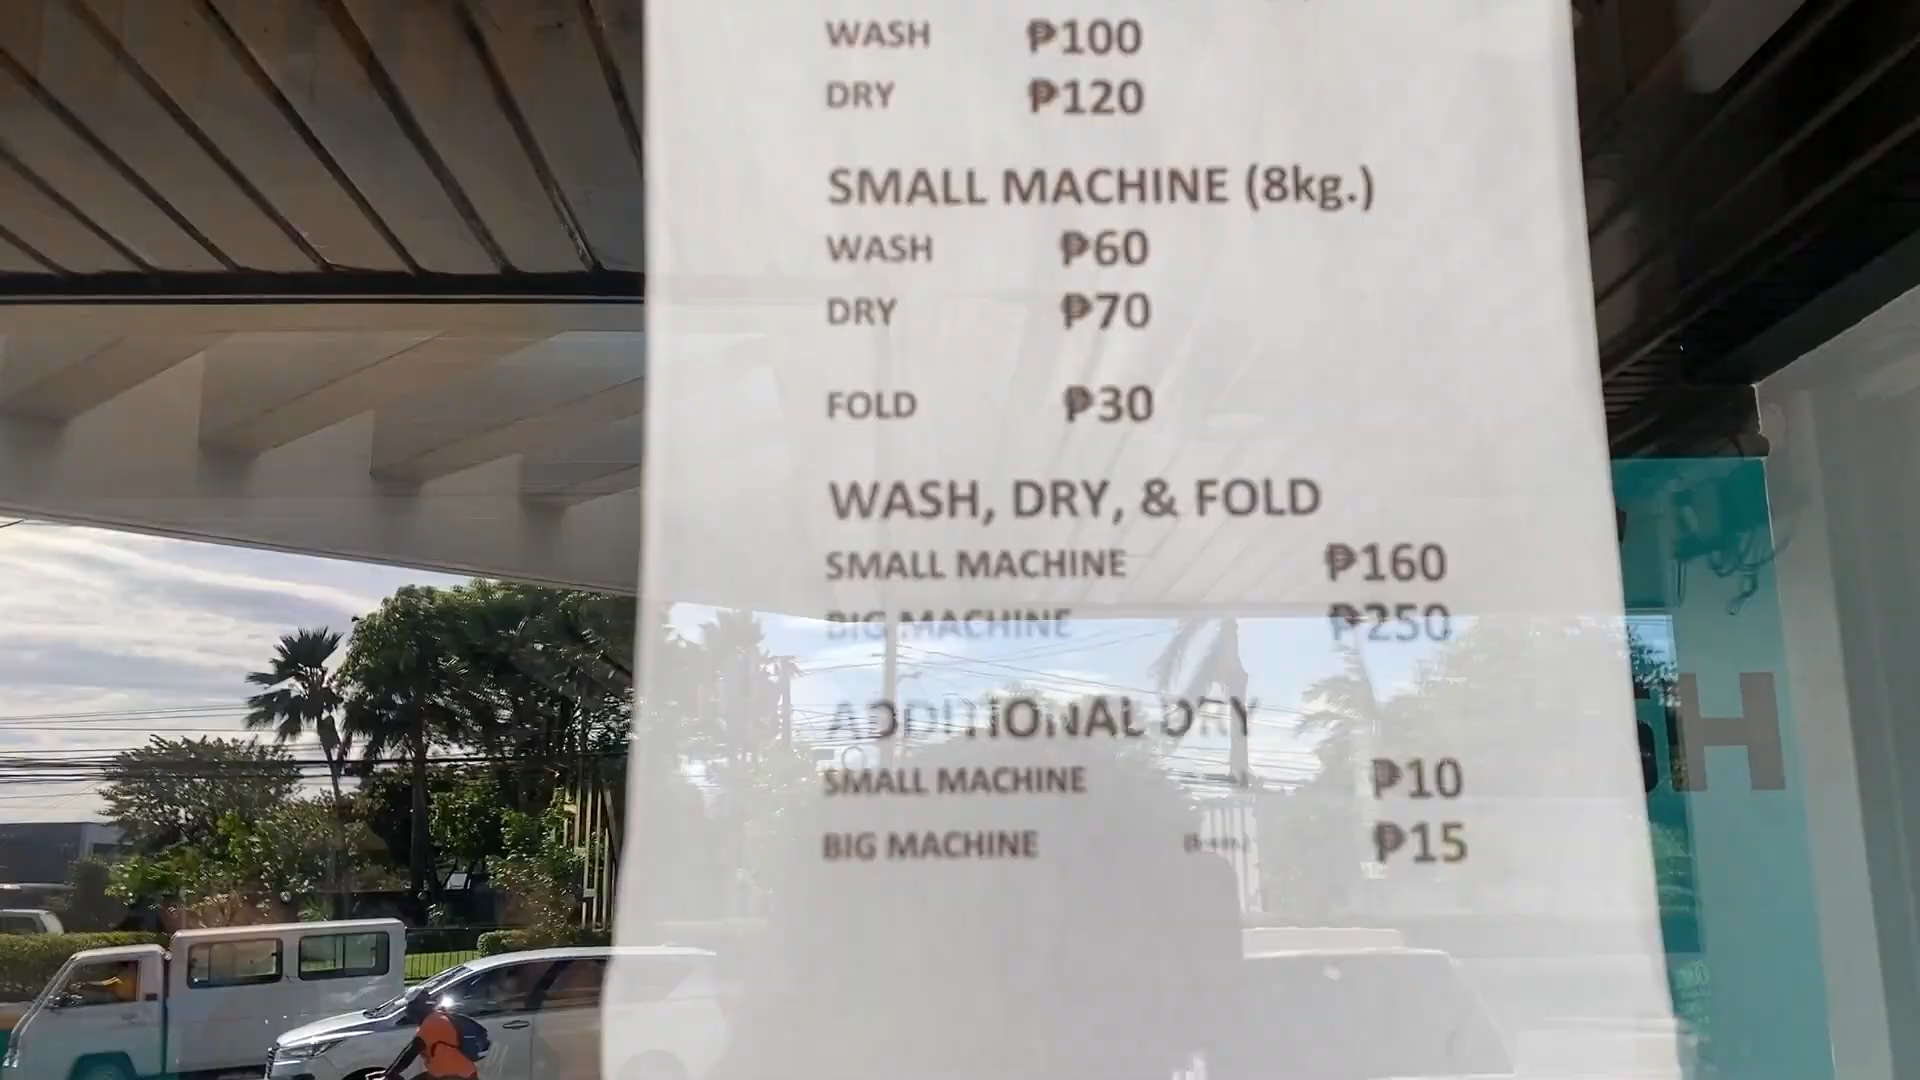 WASH ₱100
DRY ₱120
SMALL MACHINE (8kg.)
WASH ₱60
DRY ₱70
FOLD ₱30
WASH, DRY, & FOLD
SMALL MACHINE ₱160
BIG MACHINE ₱250
ADDITIONAL DRY
SMALL MACHINE ₱10
BIG MACHINE ₱15
SH